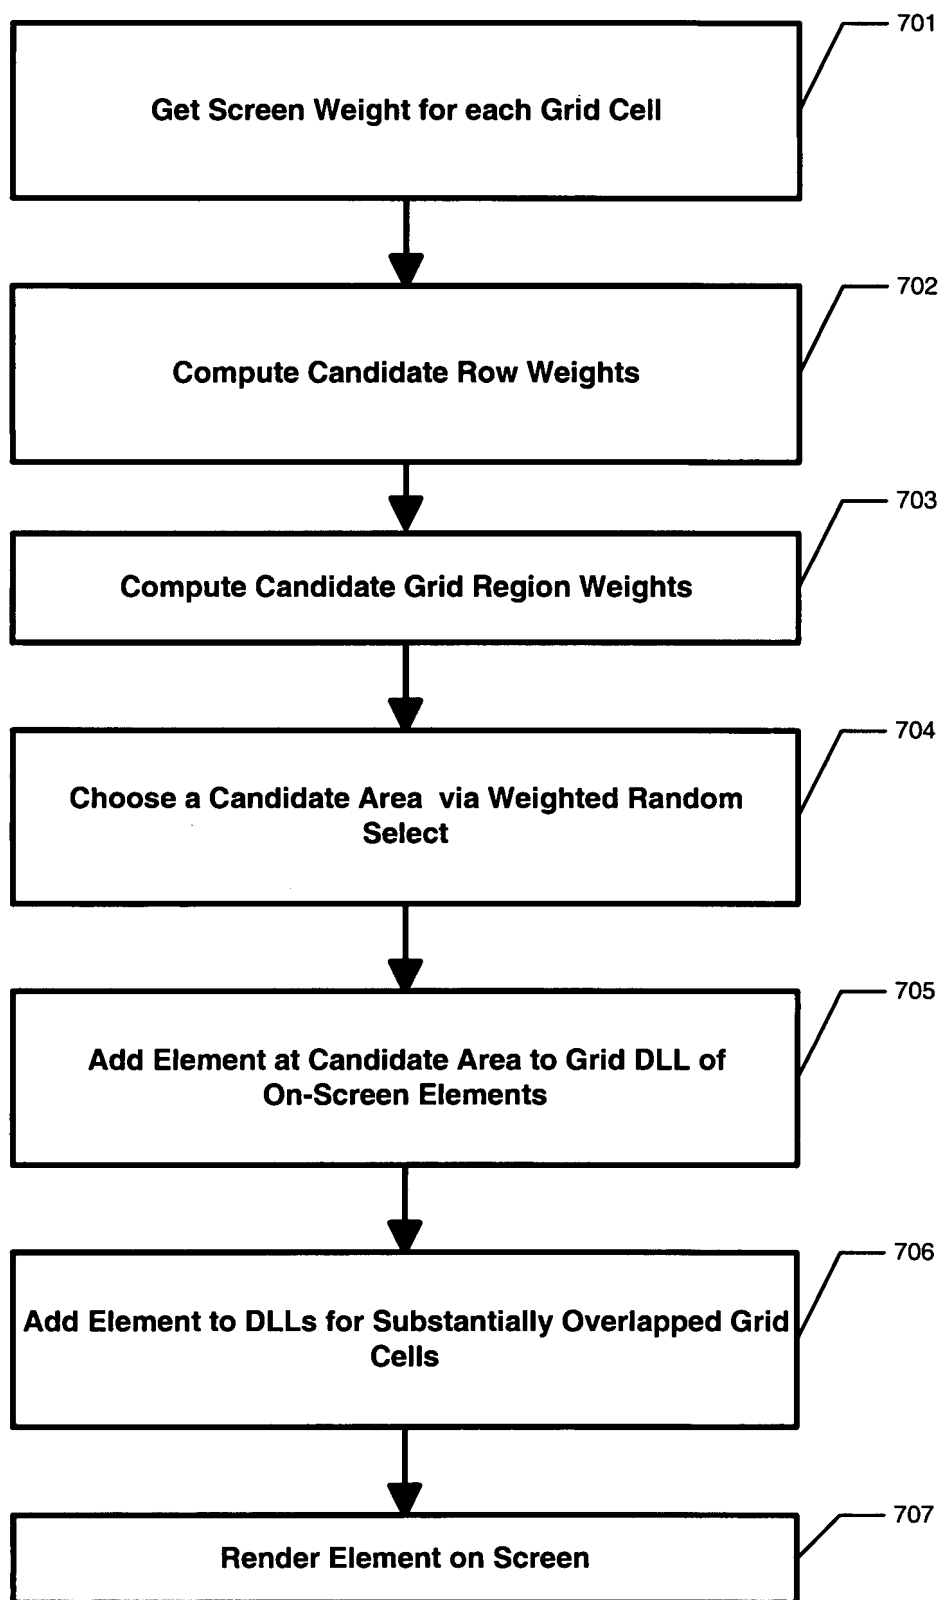 701
Get Screen Weight for each Grid Cell
702
Compute Candidate Row Weights
703
Compute Candidate Grid Region Weights
704
Choose a Candidate Area via Weighted Random
Select
705
Add Element at Candidate Area to Grid DLL of
On-Screen Elements
706
Add Element to DLLs for Substantially Overlapped Grid
Cells
707
Render Element on Screen